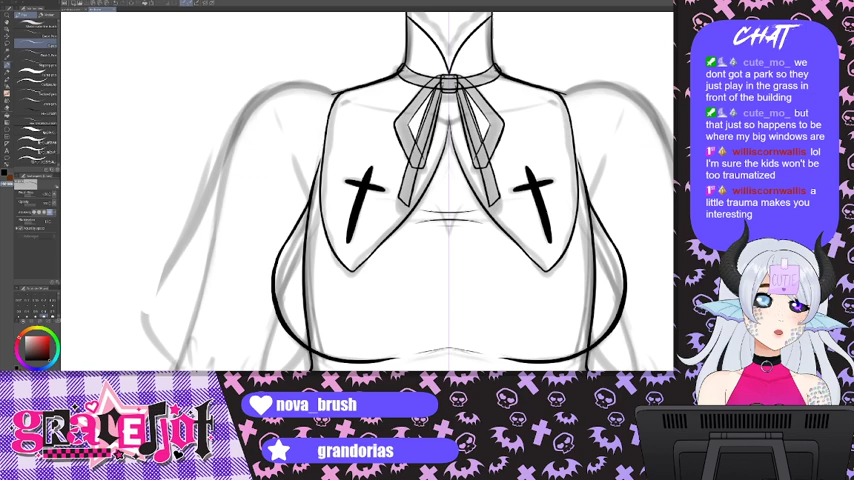 CHAT
cute_mo_ we
dont got a park so they
just play in the grass in
front of the building
cute_mo_ but
that just so happens to be
where my big windows are
williscornwallis lol
I'm sure the kids won't be
too traumatized
williscornwallis a
little trauma makes you
interesting
CUTIE
nova_brush
grandorias